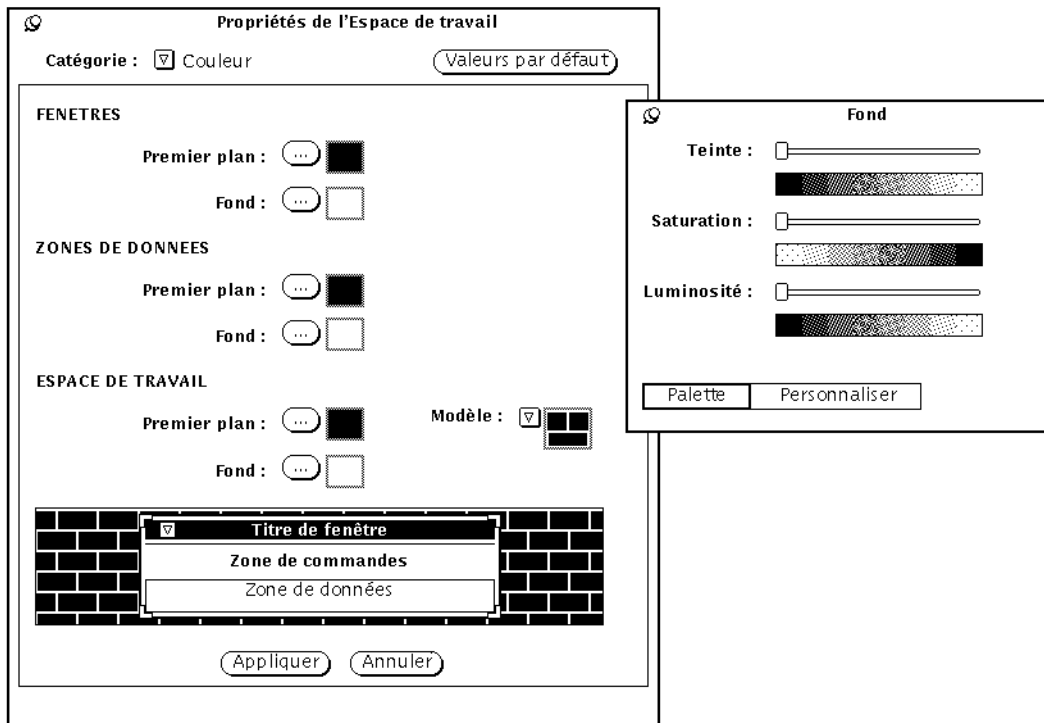 Propriétés de l'Espace de travail
Catégorie : Couleur
Valeurs par défaut
FENETRES
Premier plan : ...
Fond : ...
ZONES DE DONNEES
Premier plan : ...
Fond : ...
ESPACE DE TRAVAIL
Premier plan : ...
Modèle :
Fond : ...
Titre de fenêtre
Zone de commandes
Zone de données
Appliquer
Annuler
Fond
Teinte :
Saturation :
Luminosité :
Palette
Personnaliser